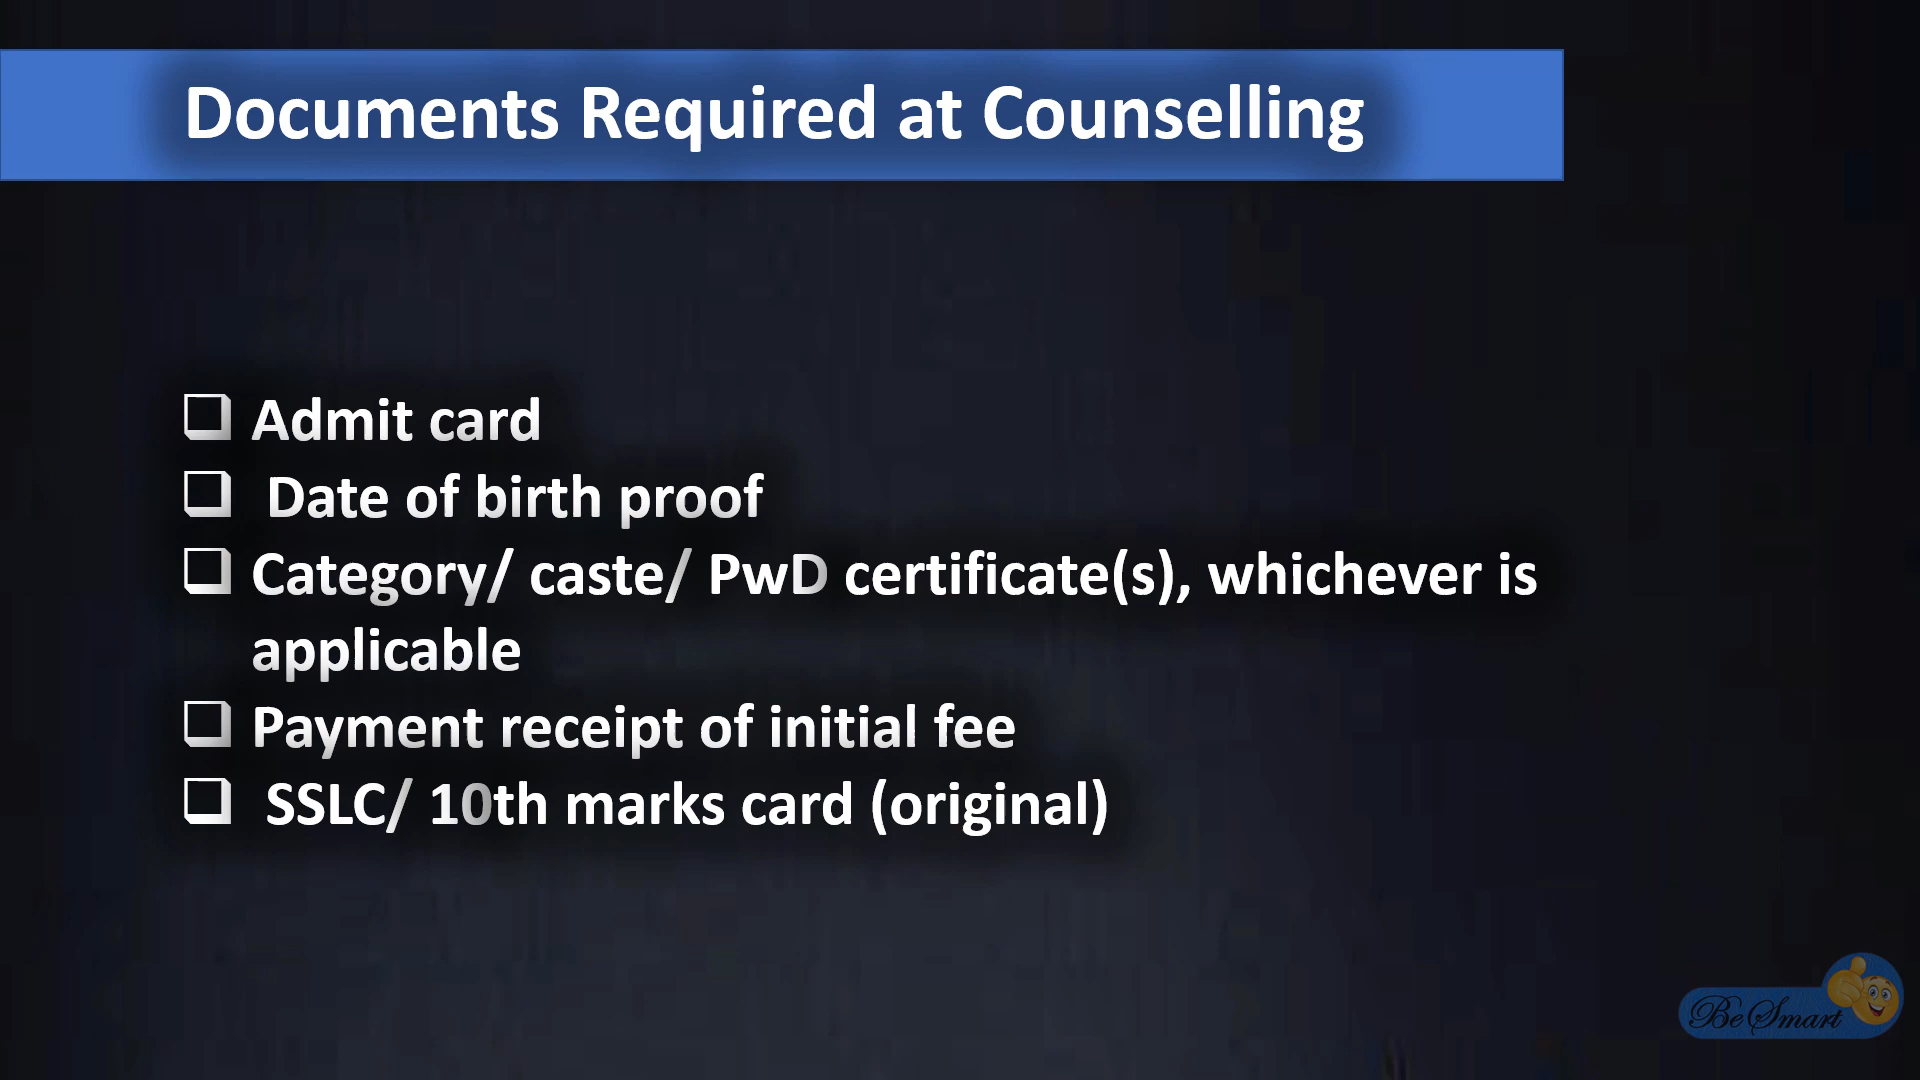 Documents Required at Counselling
❑ Admit card
❑ Date of birth proof
❑ Category/ caste/ PwD certificate(s), whichever is
applicable
❑ Payment receipt of initial fee
❑ SSLC/ 10th marks card (original)
Be Smart